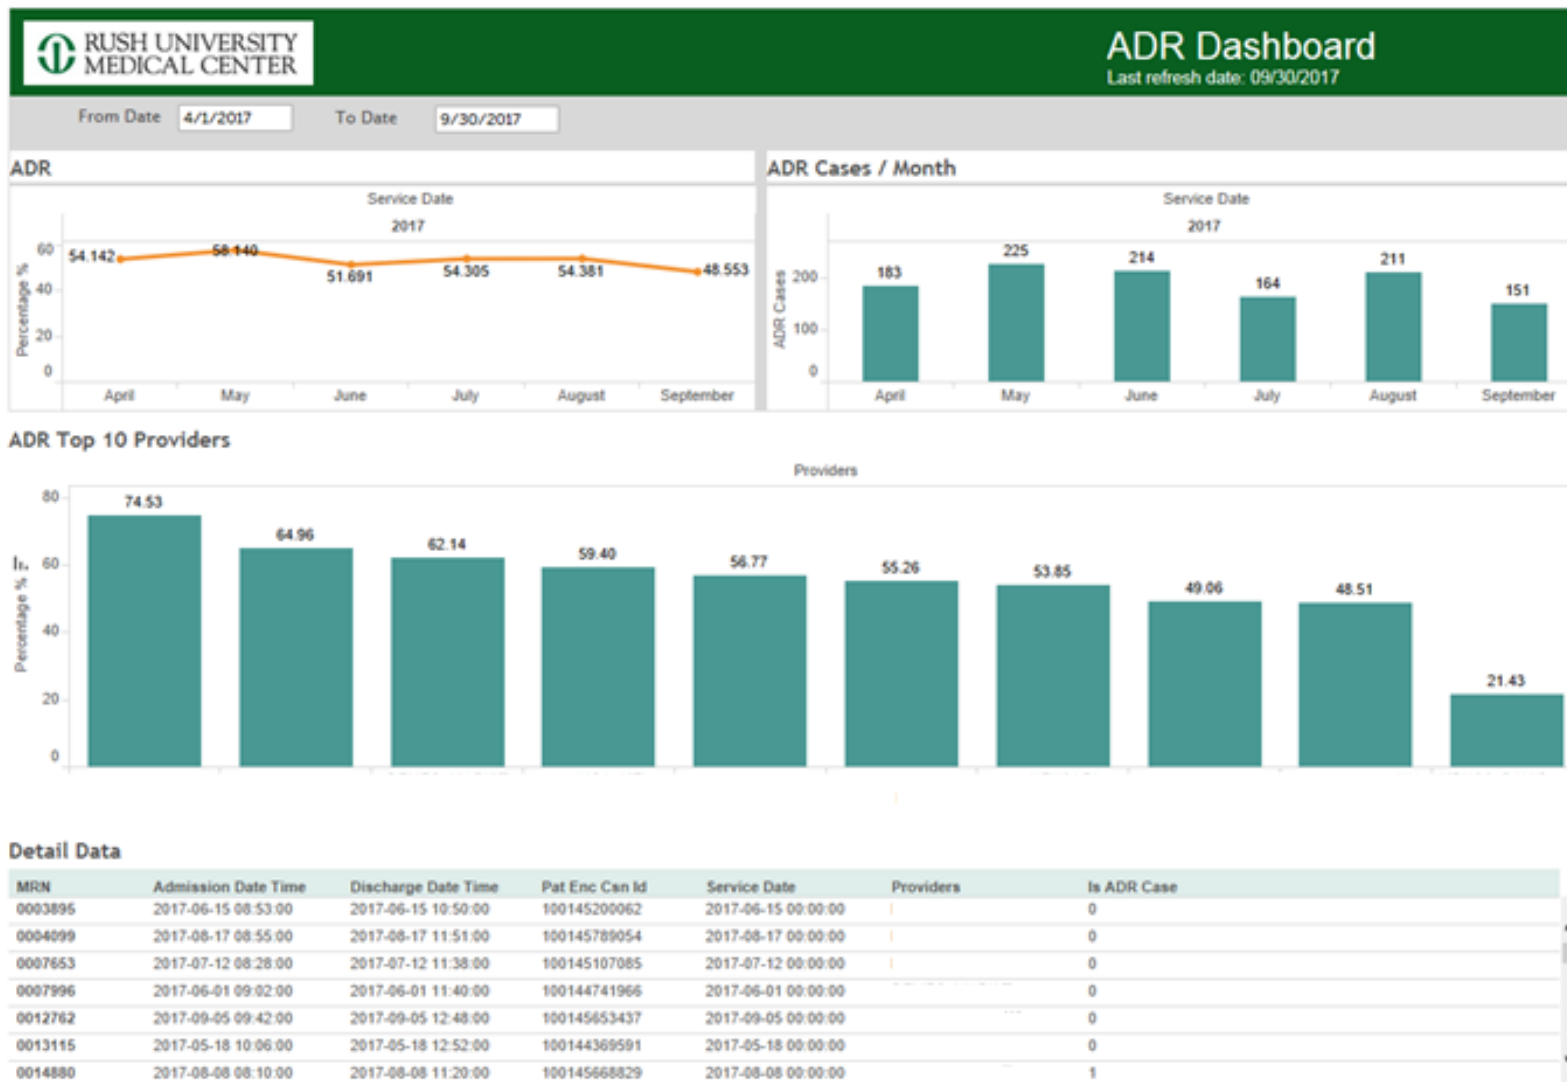 RUSH UNIVERSITY
MEDICAL CENTER
ADR Dashboard
Last refresh date: 09/30/2017
From Date 4/1/2017 To Date 9/30/2017
ADR
Service Date
2017
Percentage %
60
40
20
0
54.142 58.140 51.691 54.305 54.381 48.553
April May June July August September
ADR Cases / Month
Service Date
2017
ADR Cases
200
100
0
183 225 214 164 211 151
April May June July August September
ADR Top 10 Providers
Providers
Percentage %
80
60
40
20
0
74.53 64.96 62.14 59.40 56.77 55.26 53.85 49.06 48.51 21.43
Detail Data
MRN Admission Date Time Discharge Date Time Pat Enc Csn Id Service Date Providers Is ADR Case
0003895 2017-06-15 08:53:00 2017-06-15 10:50:00 100145200062 2017-06-15 00:00:00 0
0004099 2017-08-17 08:55:00 2017-08-17 11:51:00 100145789054 2017-08-17 00:00:00 0
0007653 2017-07-12 08:28:00 2017-07-12 11:38:00 100145107085 2017-07-12 00:00:00 0
0007996 2017-06-01 09:02:00 2017-06-01 11:40:00 100144741966 2017-06-01 00:00:00 0
0012762 2017-09-05 09:42:00 2017-09-05 12:48:00 100145653437 2017-09-05 00:00:00 0
0013115 2017-05-18 10:06:00 2017-05-18 12:52:00 100144369591 2017-05-18 00:00:00 0
0014880 2017-08-08 08:10:00 2017-08-08 11:20:00 100145668829 2017-08-08 00:00:00 1